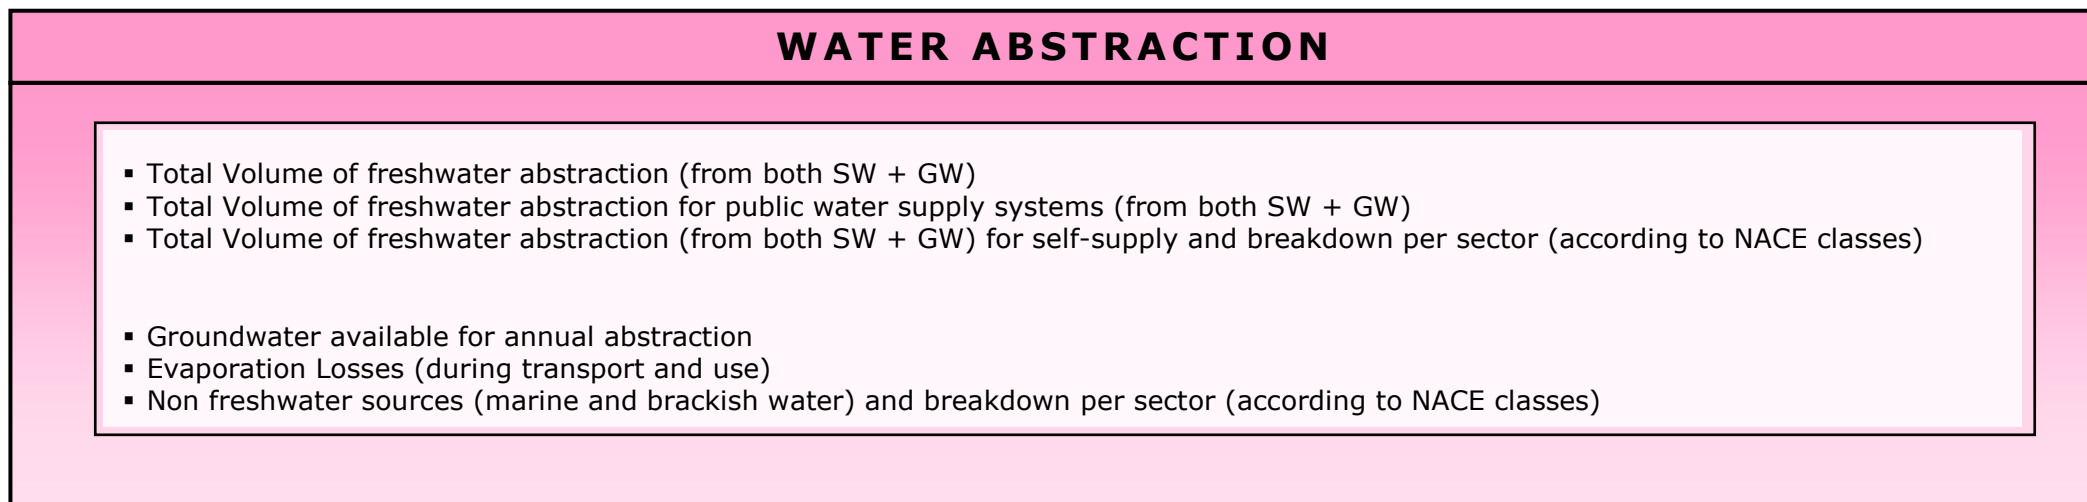 WATER ABSTRACTION
▪ Total Volume of freshwater abstraction (from both SW + GW)
▪ Total Volume of freshwater abstraction for public water supply systems (from both SW + GW)
▪ Total Volume of freshwater abstraction (from both SW + GW) for self-supply and breakdown per sector (according to NACE classes)
▪ Groundwater available for annual abstraction
▪ Evaporation Losses (during transport and use)
▪ Non freshwater sources (marine and brackish water) and breakdown per sector (according to NACE classes)